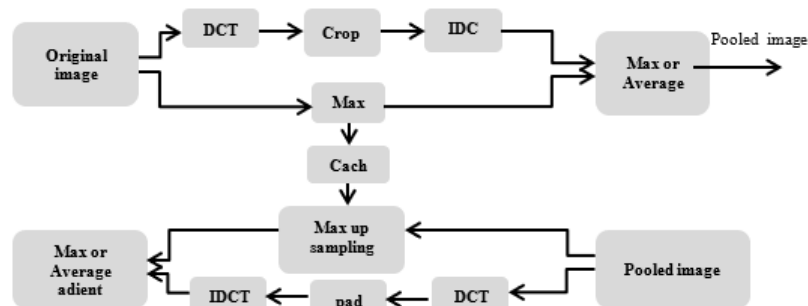 DCT
Crop
IDC
Pooled image
Original
image
Max or
Average
Max
Cach
Max up
sampling
Max or
Average
adient
Pooled image
IDCT
pad
DCT